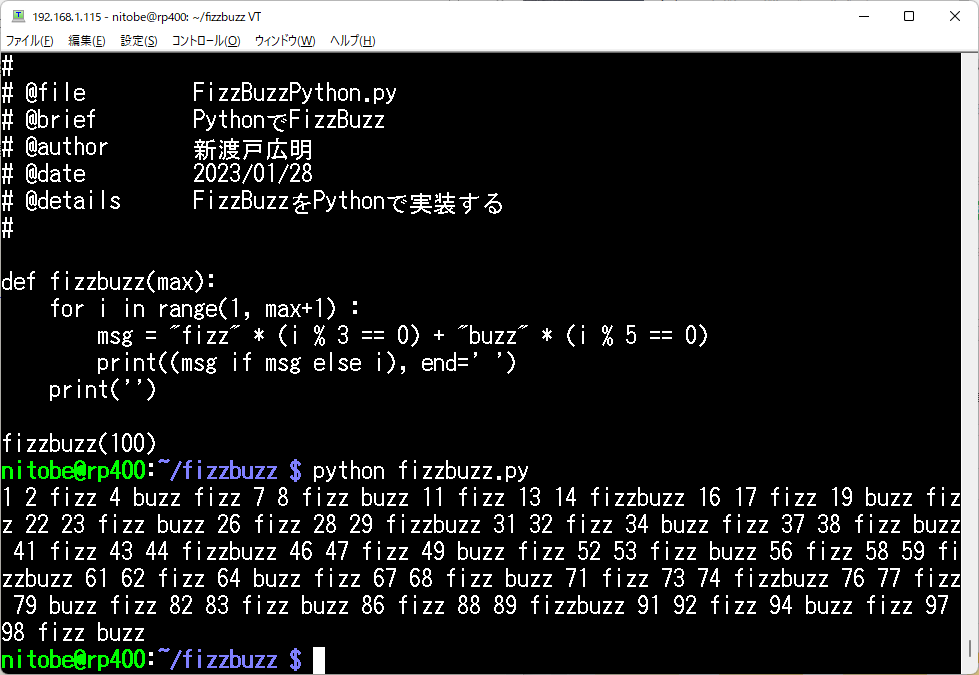 192.168.1.115 - nitobe@rp400: ~/fizzbuzz VT
ファイル(F) 編集(E) 設定(S) コントロール(O) ウィンドウ(W) ヘルプ(H)
#
# @file FizzBuzzPython.py
# @brief PythonでFizzBuzz
# @author 新渡戸広明
# @date 2023/01/28
# @details FizzBuzzをPythonで実装する
#
def fizzbuzz(max):
    for i in range(1, max+1) :
        msg = "fizz" * (i % 3 == 0) + "buzz" * (i % 5 == 0)
        print((msg if msg else i), end=' ')
    print('')
fizzbuzz(100)
nitobe@rp400:~/fizzbuzz $ python fizzbuzz.py
1 2 fizz 4 buzz fizz 7 8 fizz buzz 11 fizz 13 14 fizzbuzz 16 17 fizz 19 buzz fiz
z 22 23 fizz buzz 26 fizz 28 29 fizzbuzz 31 32 fizz 34 buzz fizz 37 38 fizz buzz
 41 fizz 43 44 fizzbuzz 46 47 fizz 49 buzz fizz 52 53 fizz buzz 56 fizz 58 59 fi
zzbuzz 61 62 fizz 64 buzz fizz 67 68 fizz buzz 71 fizz 73 74 fizzbuzz 76 77 fizz
 79 buzz fizz 82 83 fizz buzz 86 fizz 88 89 fizzbuzz 91 92 fizz 94 buzz fizz 97
98 fizz buzz
nitobe@rp400:~/fizzbuzz $